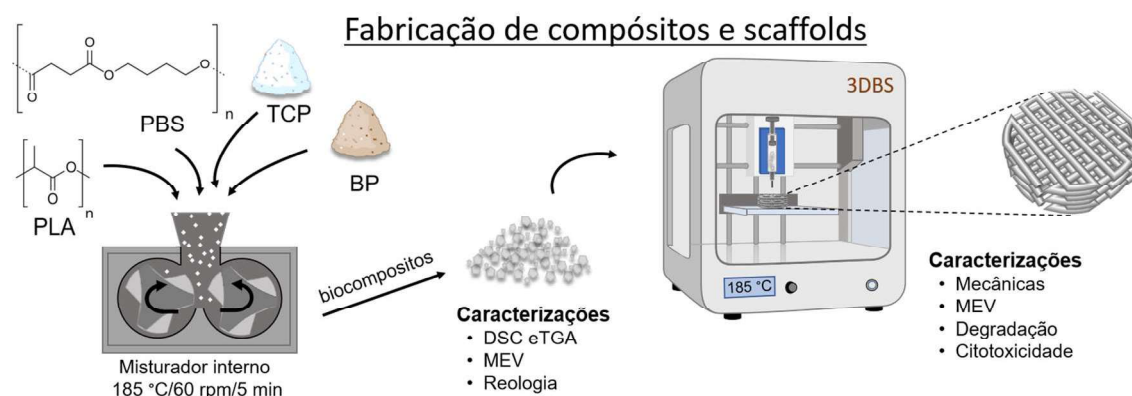 Fabricação de compósitos e scaffolds
O
O
O
O
n
PBS
TCP
BP
O
O
n
PLA
Misturador interno
185 °C/60 rpm/5 min
biocompositos
Caracterizações
• DSC eTGA
• MEV
• Reologia
3DBS
185 °C
Caracterizações
• Mecânicas
• MEV
• Degradação
• Citotoxicidade